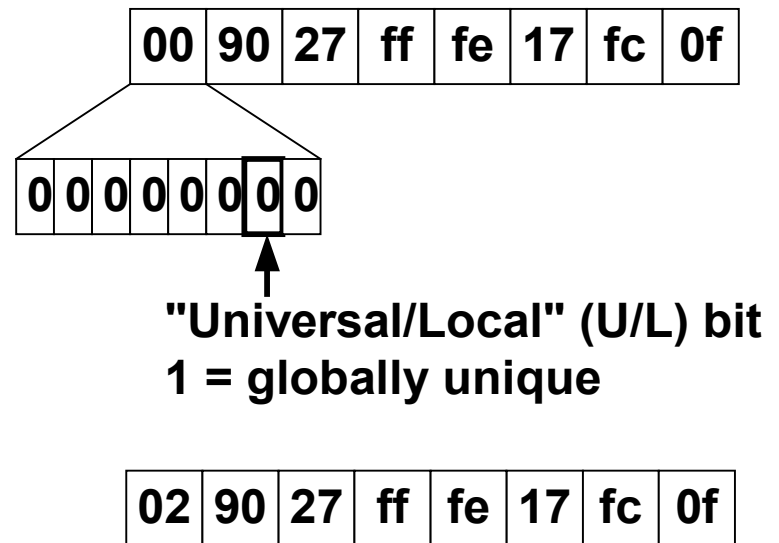 00 90 27 ff fe 17 fc 0f
0 0 0 0 0 0 0 0
"Universal/Local" (U/L) bit
1 = globally unique
02 90 27 ff fe 17 fc 0f